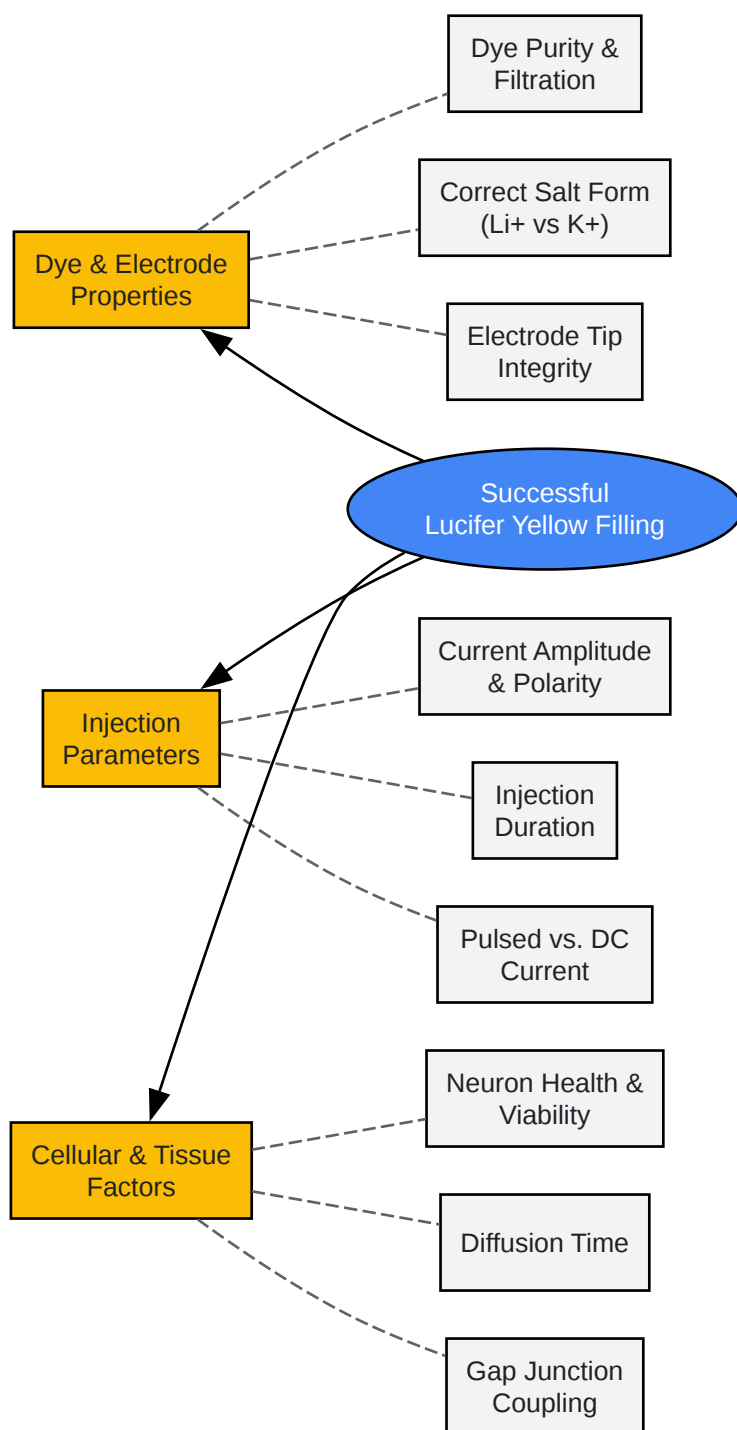 Dye Purity &
Filtration
Correct Salt Form
(Li+ vs K+)
Dye & Electrode
Properties
Electrode Tip
Integrity
Successful
Lucifer Yellow Filling
Current Amplitude
& Polarity
Injection
Parameters
Injection
Duration
Pulsed vs. DC
Current
Neuron Health &
Viability
Cellular & Tissue
Factors
Diffusion Time
Gap Junction
Coupling